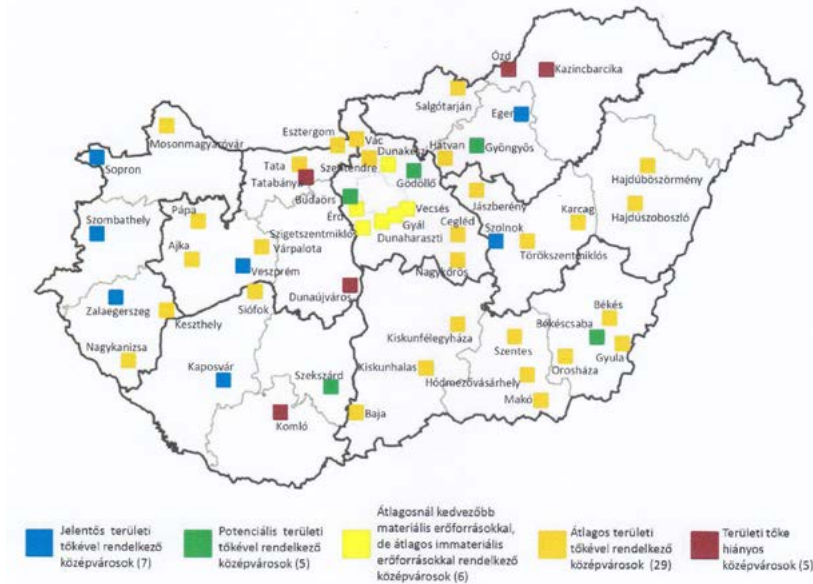 Ózd
Kazincbarcika
Salgótarján
Eger
Mosonmagyaróvár
Esztergom
Vác
Dunakeszi
Hatvan
Gyöngyös
Sopron
Tata
Szentendre
Gödöllő
Tatabánya
Hajdúböszörmény
Budaörs
Jászberény
Pápa
Érd
Vecsés
Karcag
Hajdúszoboszló
Szombathely
Szigetszentmiklós
Gyál
Cegléd
Szolnok
Ajka
Várpalota
Dunaharaszti
Törökszentmiklós
Veszprém
Nagykőrös
Dunaújváros
Zalaegerszeg
Siófok
Békés
Keszthely
Békéscsaba
Kiskunfélegyháza
Szentes
Gyula
Nagykanizsa
Kaposvár
Kiskunhalas
Orosháza
Szekszárd
Hódmezővásárhely
Makó
Baja
Komló
Jelentős területi
tőkével rendelkező
középvárosok (7)
Potenciális területi
tőkével rendelkező
középvárosok (5)
Átlagosnál kedvezőbb
materiális erőforrásokkal,
de átlagos immateriális
erőforrásokkal rendelkező
középvárosok (6)
Átlagos területi
tőkével rendelkező
középvárosok (29)
Területi tőke
hiányos
középvárosok (5)